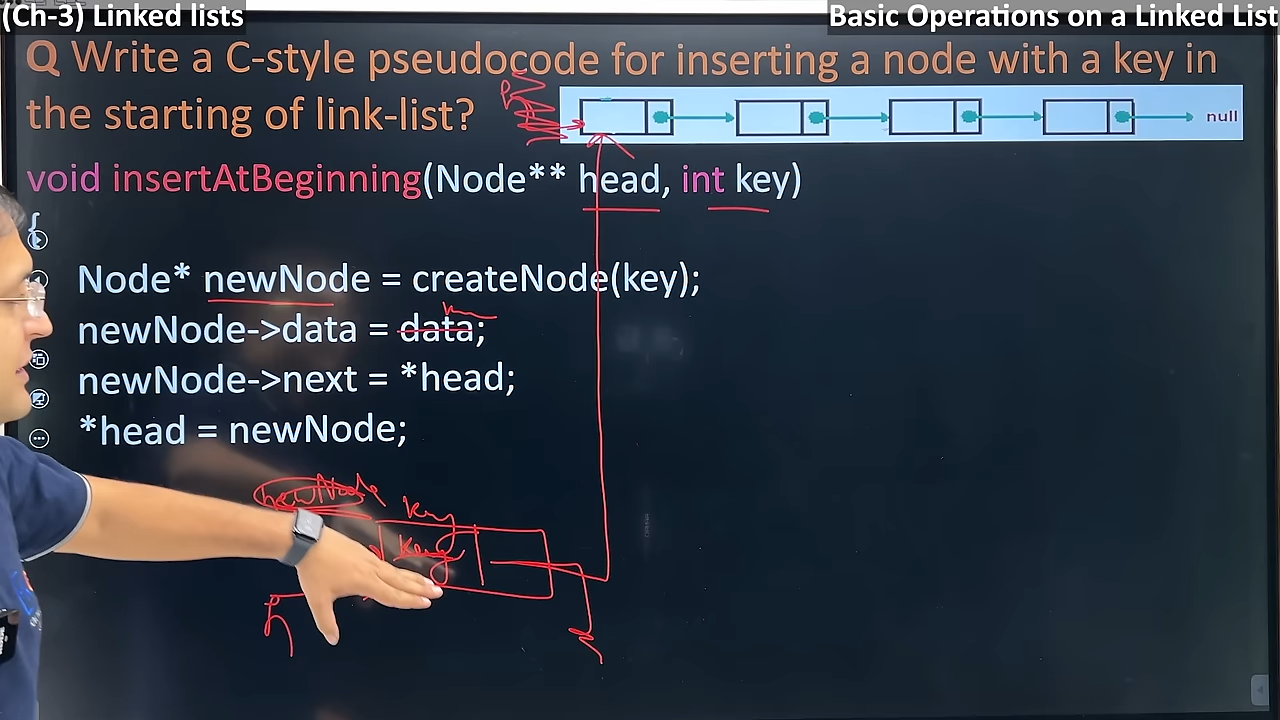 (Ch-3) Linked lists
Basic Operations on a Linked List
Q Write a C-style pseudocode for inserting a node with a key in
the starting of link-list?
null
void insertAtBeginning(Node** head, int key)
{
Node* newNode = createNode(key);
newNode->data = data;
newNode->next = *head;
*head = newNode;
newNode
key
key